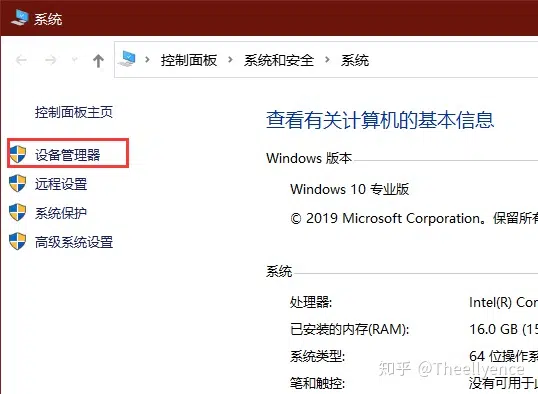 系统
控制面板 > 系统和安全 > 系统
控制面板主页
设备管理器
远程设置
系统保护
高级系统设置
查看有关计算机的基本信息
Windows 版本
Windows 10 专业版
© 2019 Microsoft Corporation。保留所有
系统
处理器: Intel(R) Cor
已安装的内存(RAM): 16.0 GB (15
系统类型: 64 位操作系
笔和触控: 没有可用于此
知乎 @Theellyence